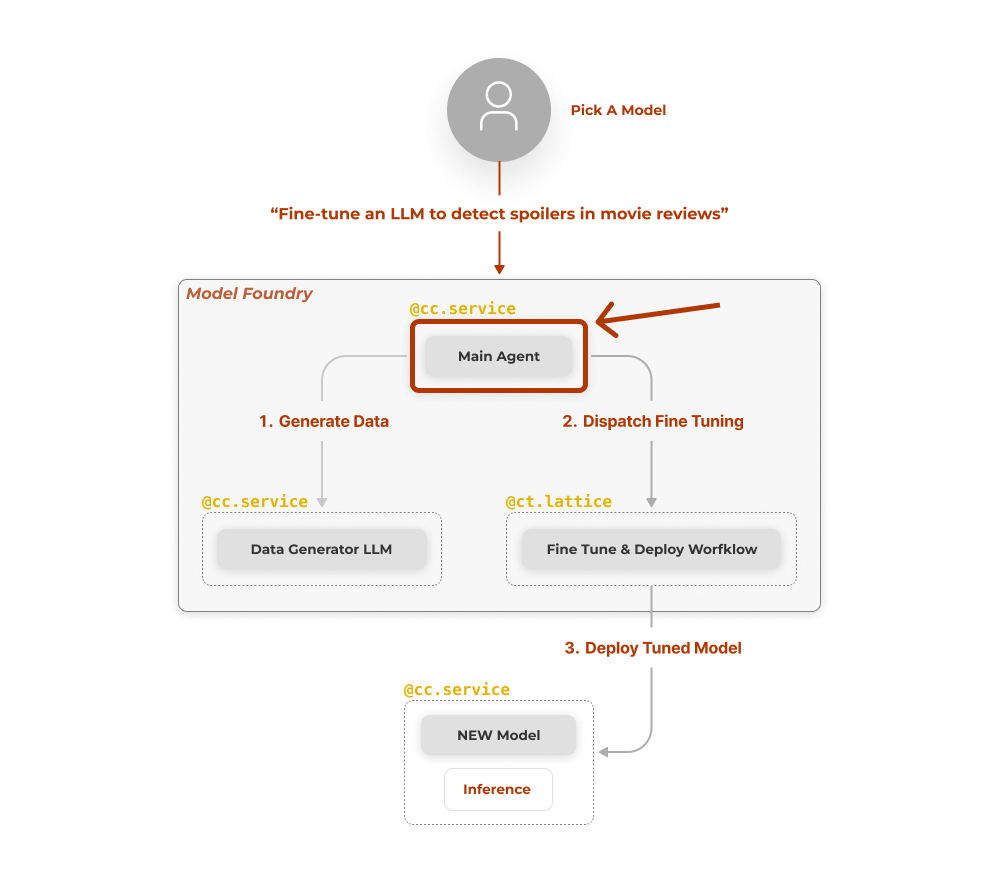 Pick A Model
“Fine-tune an LLM to detect spoilers in movie reviews”
Model Foundry
@cc.service
Main Agent
1. Generate Data
2. Dispatch Fine Tuning
@cc.service
@ct.lattice
Data Generator LLM
Fine Tune & Deploy Worfklow
3. Deploy Tuned Model
@cc.service
NEW Model
Inference